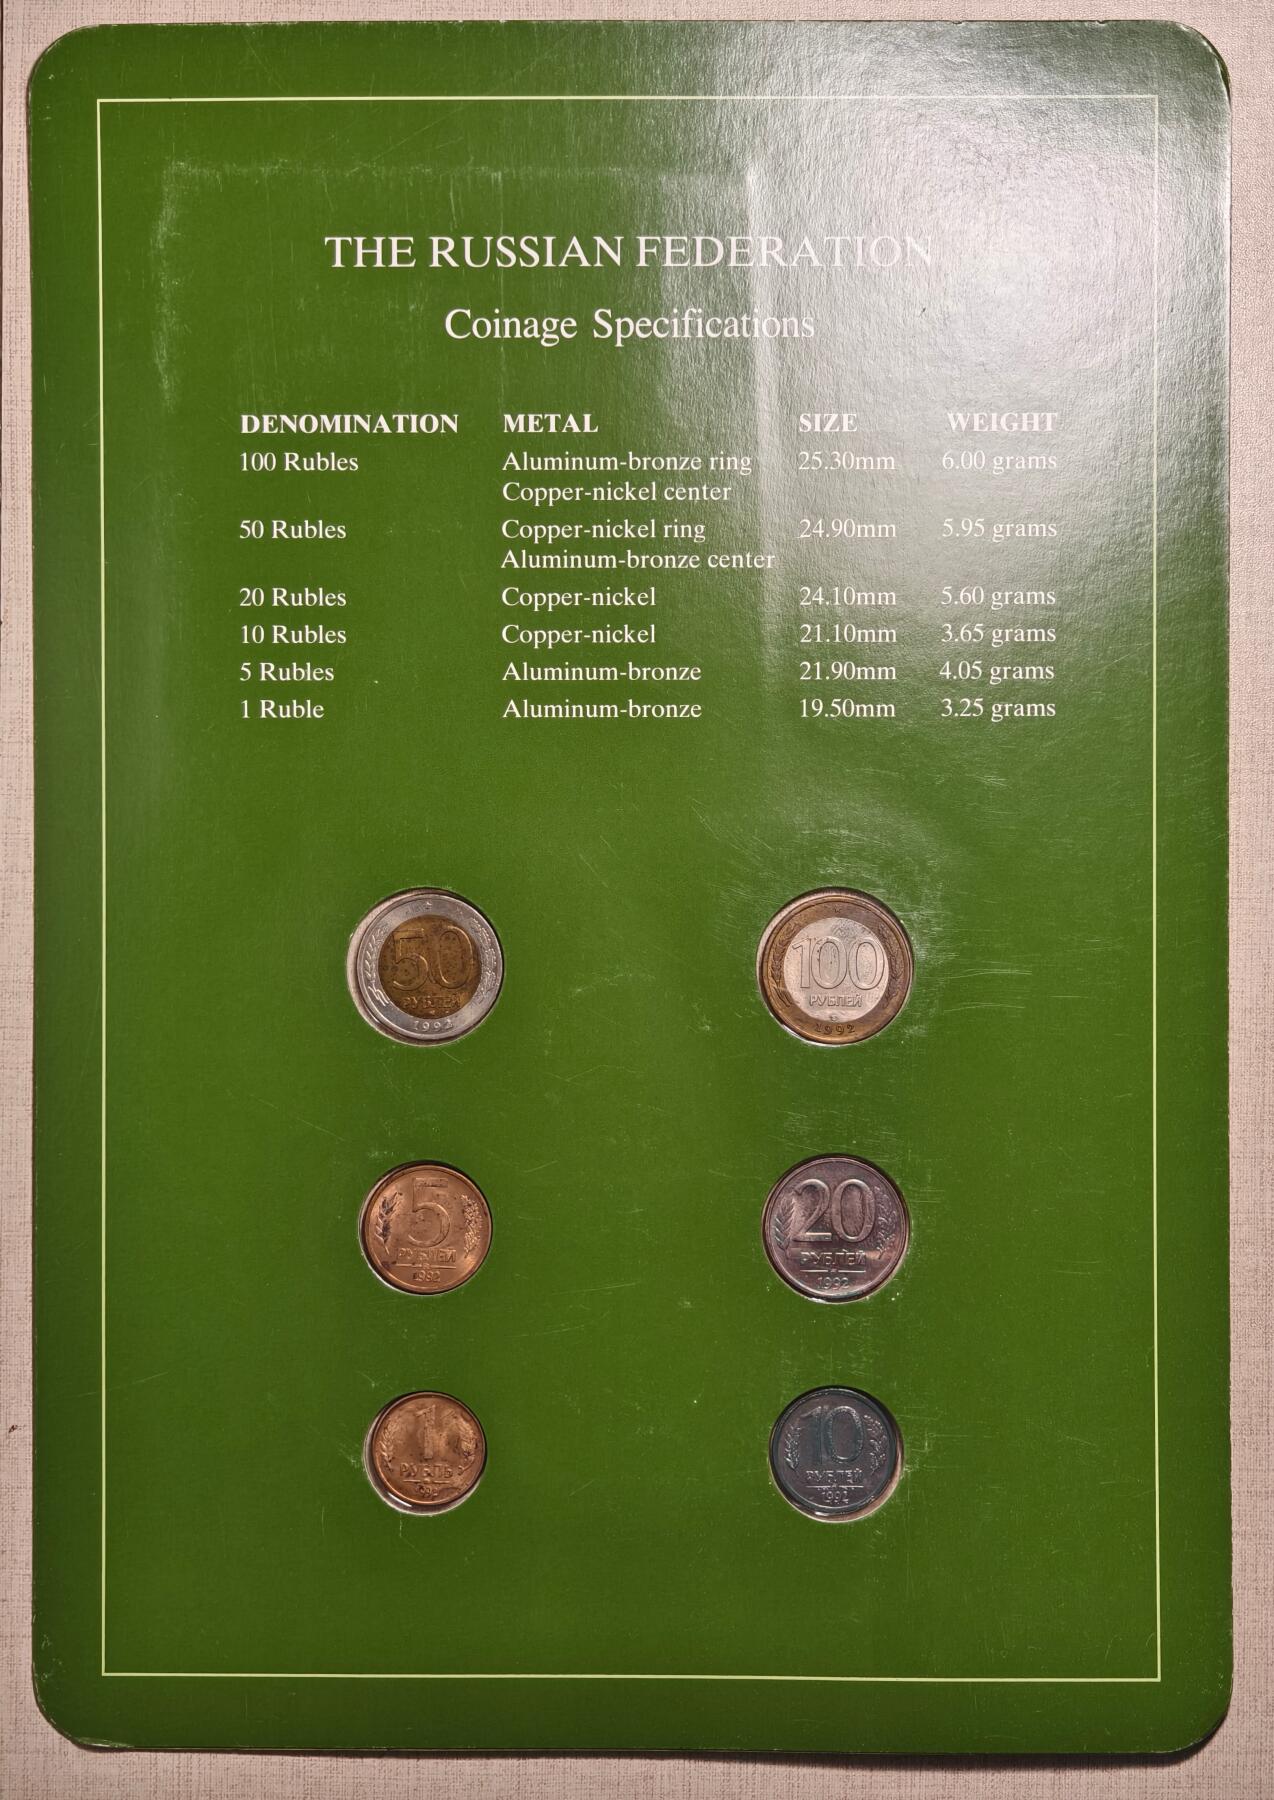 THE RUSSIAN FEDERATION
Coinage Specifications
DENOMINATION METAL SIZE WEIGHT
100 Rubles Aluminum-bronze ring 25.30mm 6.00 grams
Copper-nickel center
50 Rubles Copper-nickel ring 24.90mm 5.95 grams
Aluminum-bronze center
20 Rubles Copper-nickel 24.10mm 5.60 grams
10 Rubles Copper-nickel 21.10mm 3.65 grams
5 Rubles Aluminum-bronze 21.90mm 4.05 grams
1 Ruble Aluminum-bronze 19.50mm 3.25 grams
50
РУБЛЕЙ
1992
100
РУБЛЕЙ
1992
5
РУБЛЕЙ
1992
20
РУБЛЕЙ
1992
1
РУБЛЬ
1992
10
РУБЛЕЙ
1992